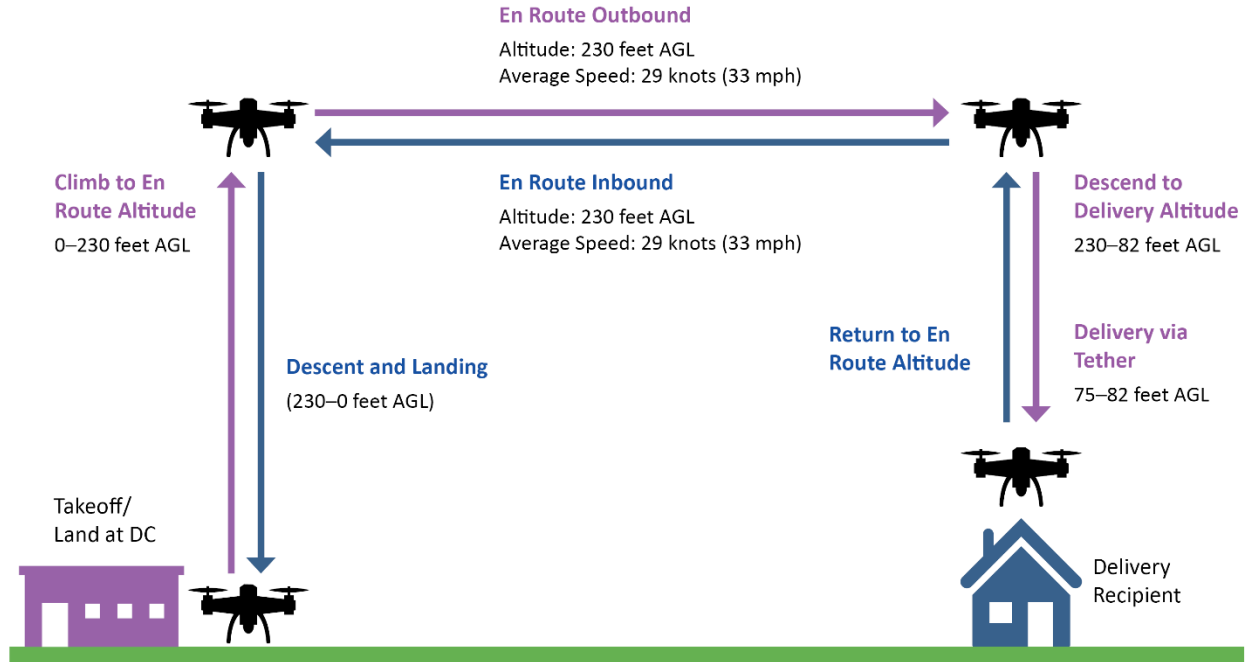 En Route Outbound
Altitude: 230 feet AGL
Average Speed: 29 knots (33 mph)
Climb to En
Route Altitude
0–230 feet AGL
En Route Inbound
Altitude: 230 feet AGL
Average Speed: 29 knots (33 mph)
Descend to
Delivery Altitude
230–82 feet AGL
Descent and Landing
(230–0 feet AGL)
Return to En
Route Altitude
Delivery via
Tether
75–82 feet AGL
Takeoff/
Land at DC
Delivery
Recipient